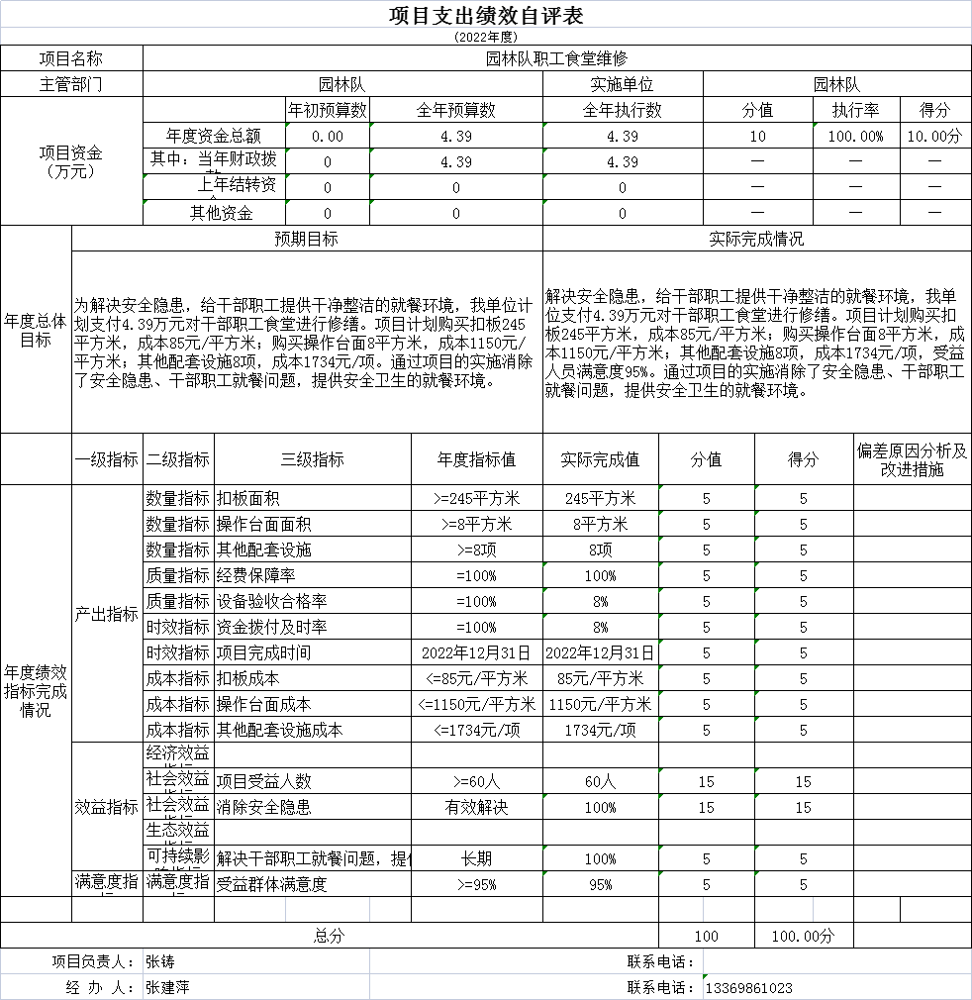 项目支出绩效自评表
(2022年度)
项目名称 园林队职工食堂维修
主管部门 园林队 实施单位 园林队
项目资金（万元） 年初预算数 全年预算数 全年执行数 分值 执行率 得分
年度资金总额 0.00 4.39 4.39 10 100.00% 10.00分
其中：当年财政拨 0 4.39 4.39 — — —
上年结转资 0 0 0 — — —
其他资金 0 0 0 — — —
年度总体目标 预期目标 实际完成情况
为解决安全隐患，给干部职工提供干净整洁的就餐环境，我单位计
划支付4.39万元对干部职工食堂进行修缮。项目计划购买扣板245
平方米，成本85元/平方米；购买操作台面8平方米，成本1150元/
平方米；其他配套设施8项，成本1734元/项。通过项目的实施消除
了安全隐患、干部职工就餐问题，提供安全卫生的就餐环境。
解决安全隐患，给干部职工提供干净整洁的就餐环境，我单
位支付4.39万元对干部职工食堂进行修缮。项目计划购买扣
板245平方米，成本85元/平方米；购买操作台面8平方米，成
本1150元/平方米；其他配套设施8项，成本1734元/项，受益
人员满意度95%。通过项目的实施消除了安全隐患、干部职工
就餐问题，提供安全卫生的就餐环境。
年度绩效指标完成情况 一级指标 二级指标 三级指标 年度指标值 实际完成值 分值 得分 偏差原因分析及改进措施
产出指标 数量指标 扣板面积 >=245平方米 245平方米 5 5
数量指标 操作台面面积 >=8平方米 8平方米 5 5
数量指标 其他配套设施 >=8项 8项 5 5
质量指标 经费保障率 =100% 100% 5 5
质量指标 设备验收合格率 =100% 8% 5 5
时效指标 资金拨付及时率 =100% 8% 5 5
时效指标 项目完成时间 2022年12月31日 2022年12月31日 5 5
成本指标 扣板成本 <=85元/平方米 85元/平方米 5 5
成本指标 操作台面成本 <=1150元/平方米 1150元/平方米 5 5
成本指标 其他配套设施成本 <=1734元/项 1734元/项 5 5
效益指标 经济效益
社会效益 项目受益人数 >=60人 60人 15 15
社会效益 消除安全隐患 有效解决 100% 15 15
生态效益
可持续影 解决干部职工就餐问题，提 长期 100% 5 5
满意度指 满意度指 受益群体满意度 >=95% 95% 5 5
总分 100 100.00分
项目负责人：张铸 联系电话：
经 办 人：张建萍 联系电话：13369861023